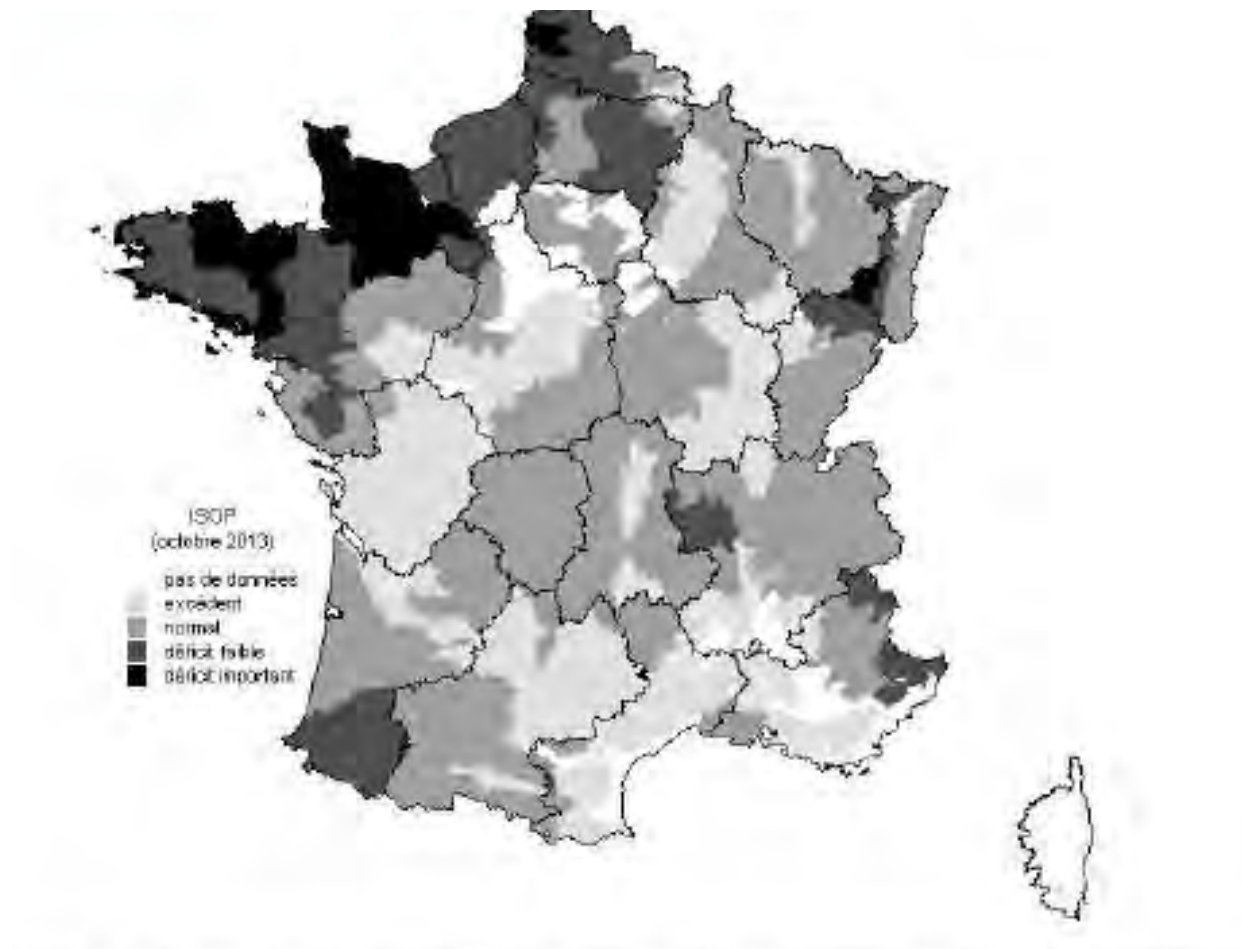 ISOP
(octobre 2013)
pas de données
excédent
normal
déficit faible
déficit important